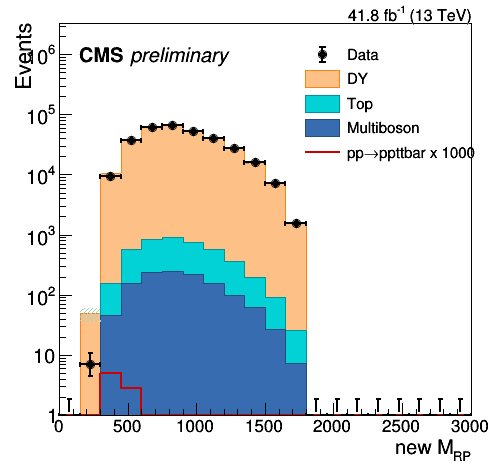 41.8 fb⁻¹ (13 TeV)
Events
CMS preliminary
Data
DY
Top
Multiboson
pp→ppttbar x 1000
10⁶
10⁵
10⁴
10³
10²
10
1
0 500 1000 1500 2000 2500 3000
new M_RP